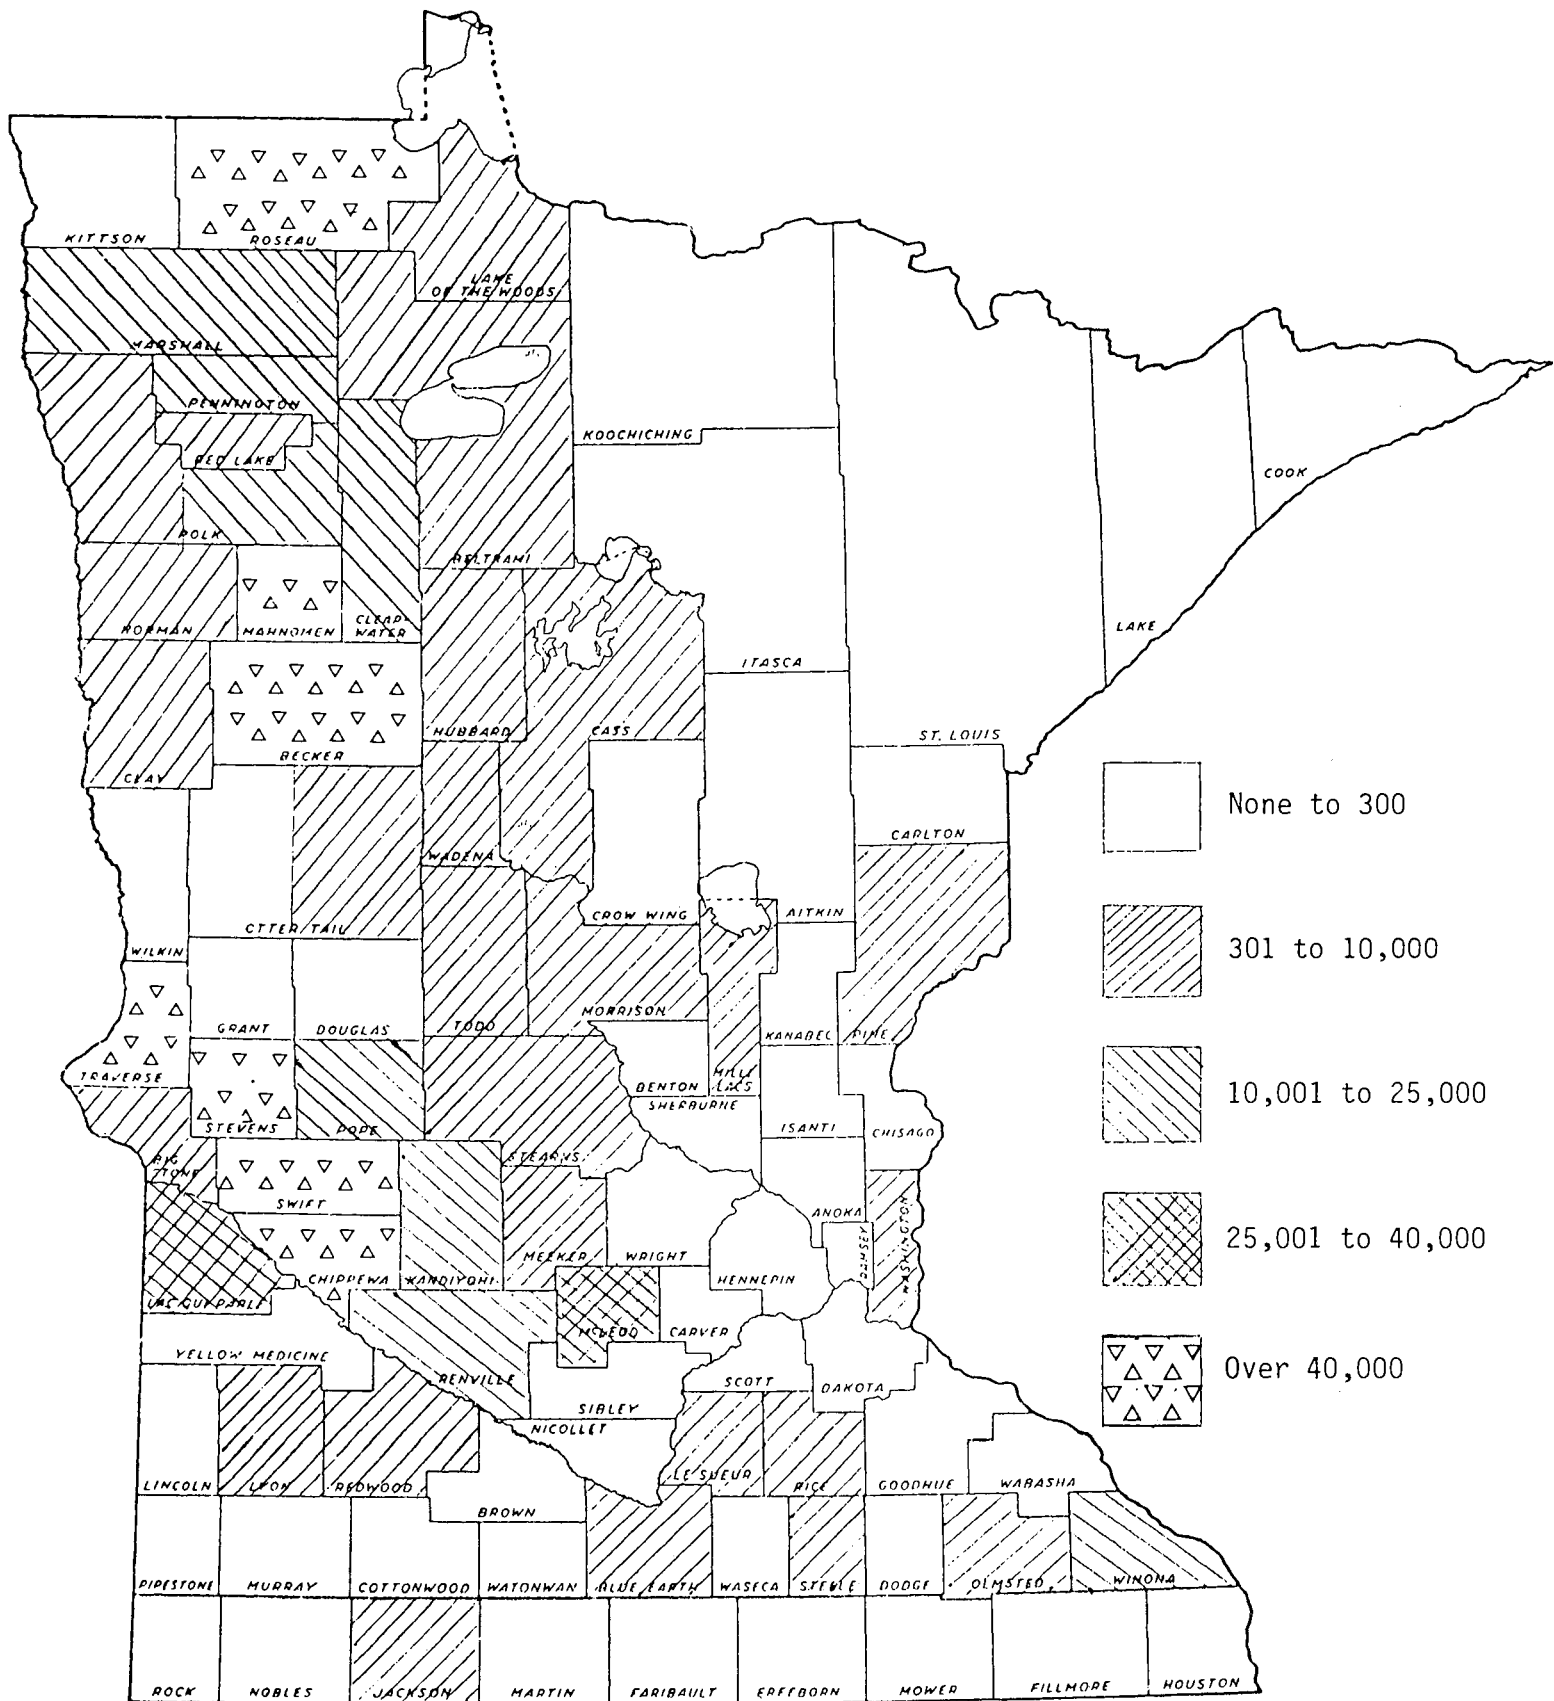 KITTSON
ROSEAU
LAKE
OF THE WOODS
MARSHALL
PENNINGTON
RED LAKE
POLK
KOOCHICHING
COOK
LAKE
BELTRAMI
NORMAN
MAHNOMEN
CLEAR-
WATER
ITASCA
HUBBARD
CASS
ST. LOUIS
BECKER
CLAY
None to 300
CARLTON
WADENA
CROW WING
AITKIN
OTTER TAIL
WILKIN
301 to 10,000
GRANT
DOUGLAS
TODD
MORRISON
KANABEC
PINE
TRAVERSE
BENTON
MILLE
LACS
SHERBURNE
10,001 to 25,000
STEVENS
POPE
ISANTI
CHISAGO
BIG
STONE
STEARNS
SWIFT
ANOKA
WASHINGTON
RAMSEY
25,001 to 40,000
CHIPPEWA
KANDIYOHI
MEEKER
WRIGHT
HENNEPIN
LAC QUI PARLE
MCLEOD
CARVER
YELLOW MEDICINE
RENVILLE
SCOTT
DAKOTA
Over 40,000
SIBLEY
NICOLLET
LINCOLN
LYON
REDWOOD
LE SUEUR
RICE
GOODHUE
WABASHA
BROWN
PIPESTONE
MURRAY
COTTONWOOD
WATONWAN
BLUE EARTH
WASECA
STEELE
DODGE
OLMSTED
WINONA
ROCK
NOBLES
JACKSON
MARTIN
FARIBAULT
FREEBORN
MOWER
FILLMORE
HOUSTON